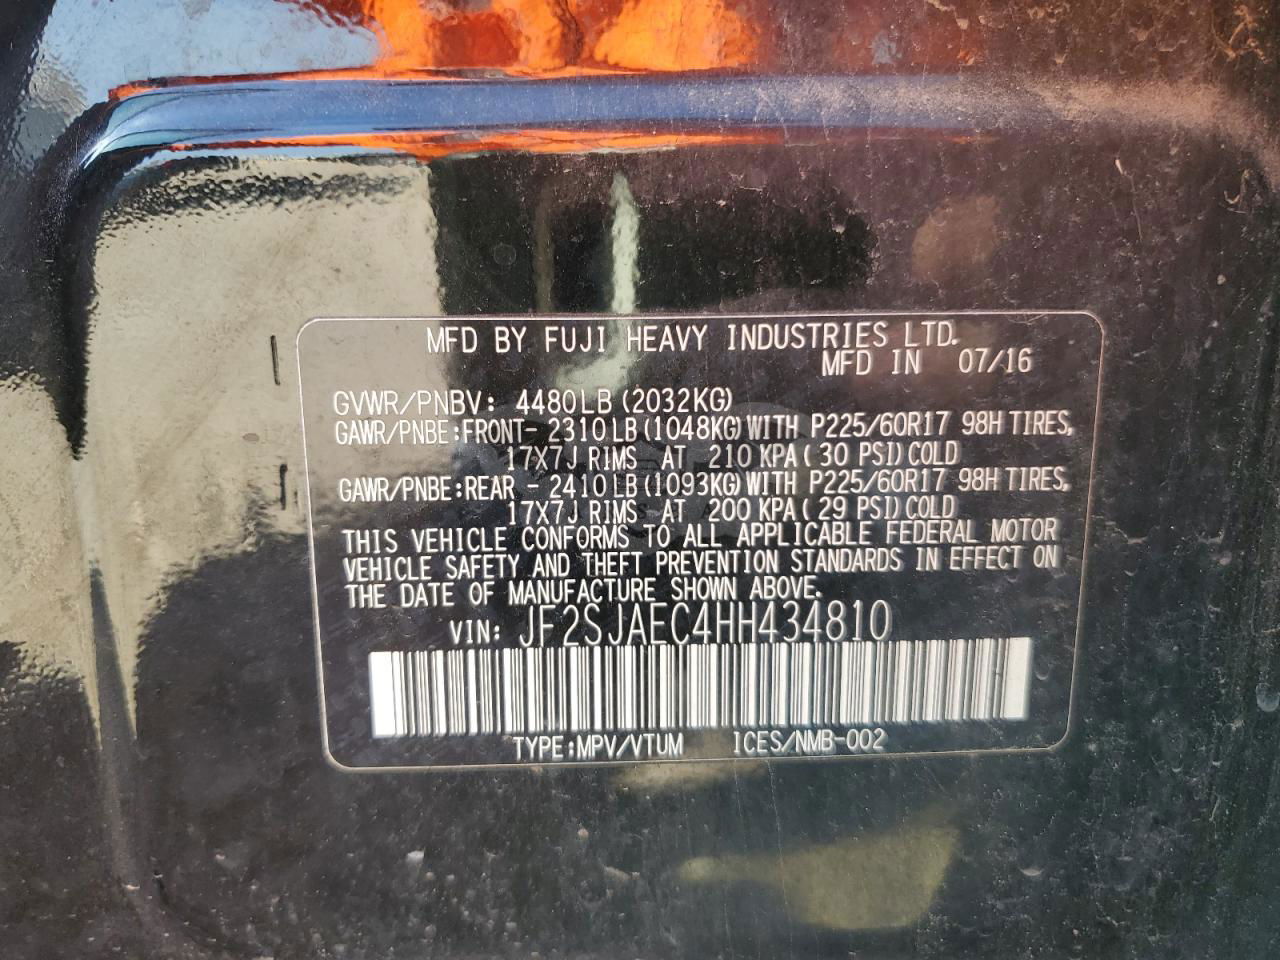 MFD BY FUJI HEAVY INDUSTRIES LTD.
MFD IN 07/16
GVWR/PNBV: 4480LB (2032KG)
GAWR/PNBE:FRONT- 2310LB(1048KG)WITH P225/60R17 98H TIRES,
17X7J RIMS AT 210 KPA(30 PSI)COLD
GAWR/PNBE:REAR - 2410LB(1093KG)WITH P225/60R17 98H TIRES,
17X7J RIMS AT 200 KPA(29 PSI)COLD
THIS VEHICLE CONFORMS TO ALL APPLICABLE FEDERAL MOTOR
VEHICLE SAFETY AND THEFT PREVENTION STANDARDS IN EFFECT ON
THE DATE OF MANUFACTURE SHOWN ABOVE.
VIN: JF2SJAEC4HH434810
TYPE:MPV/VTUM ICES/NMB-002